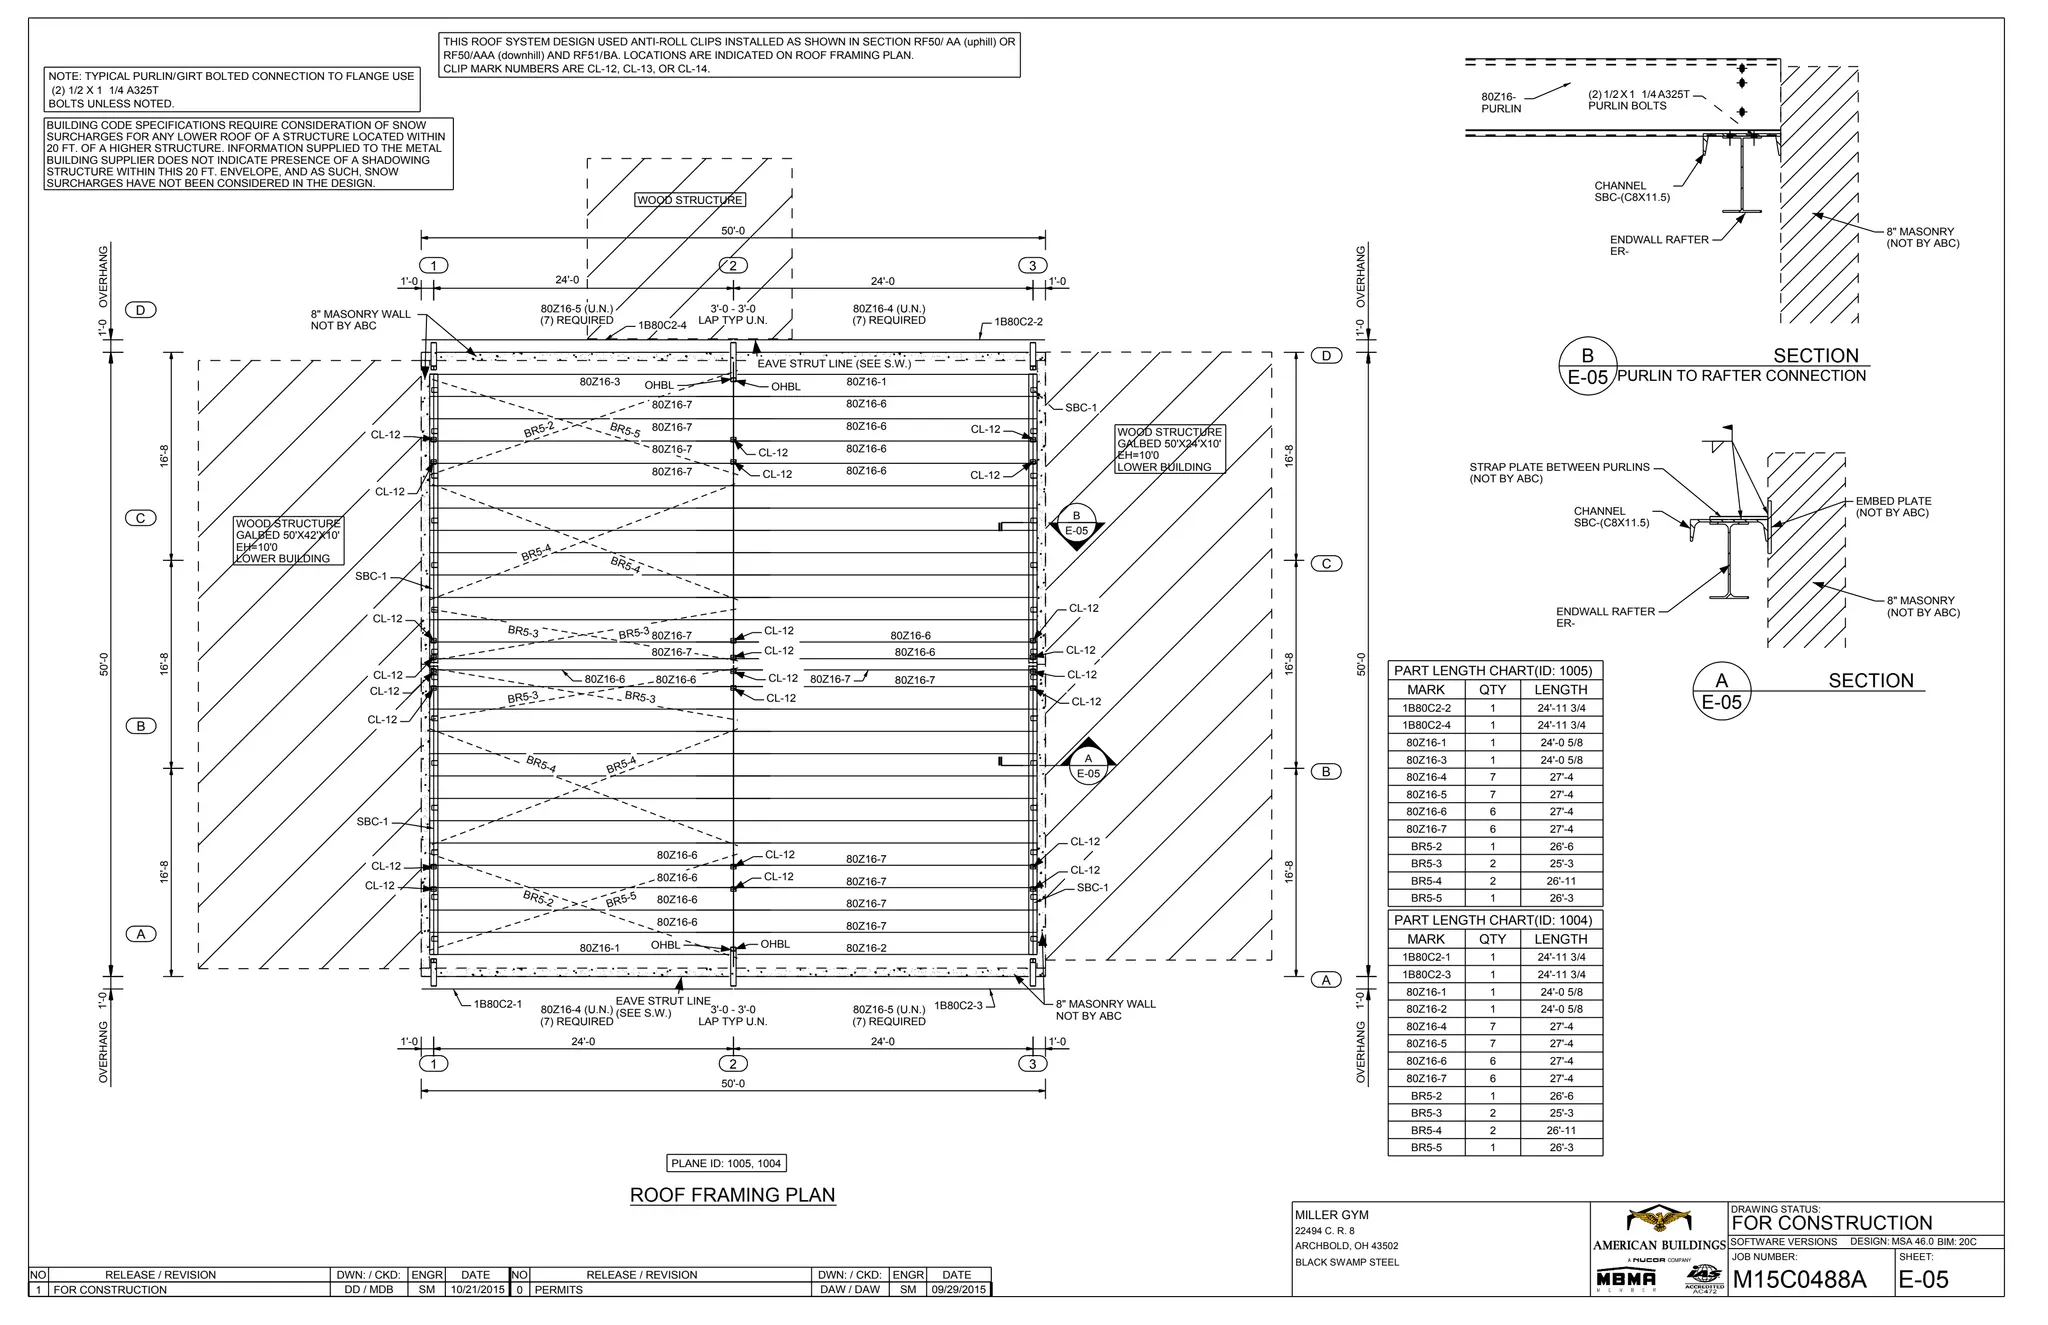 THIS ROOF SYSTEM DESIGN USED ANTI-ROLL CLIPS INSTALLED AS SHOWN IN SECTION RF50/ AA (uphill) OR
RF50/AAA (downhill) AND RF51/BA. LOCATIONS ARE INDICATED ON ROOF FRAMING PLAN.
CLIP MARK NUMBERS ARE CL-12, CL-13, OR CL-14.
NOTE: TYPICAL PURLIN/GIRT BOLTED CONNECTION TO FLANGE USE
(2) 1/2 X 1 1/4 A325T
BOLTS UNLESS NOTED.
BUILDING CODE SPECIFICATIONS REQUIRE CONSIDERATION OF SNOW
SURCHARGES FOR ANY LOWER ROOF OF A STRUCTURE LOCATED WITHIN
20 FT. OF A HIGHER STRUCTURE. INFORMATION SUPPLIED TO THE METAL
BUILDING SUPPLIER DOES NOT INDICATE PRESENCE OF A SHADOWING
STRUCTURE WITHIN THIS 20 FT. ENVELOPE, AND AS SUCH, SNOW
SURCHARGES HAVE NOT BEEN CONSIDERED IN THE DESIGN.
WOOD STRUCTURE
50'-0
1 2 3
1'-0 24'-0 24'-0 1'-0
1'-0 OVERHANG
1'-0 OVERHANG
D
8" MASONRY WALL
NOT BY ABC
80Z16-5 (U.N.)
(7) REQUIRED
1B80C2-4
3'-0 - 3'-0
LAP TYP U.N.
80Z16-4 (U.N.)
(7) REQUIRED
1B80C2-2
EAVE STRUT LINE (SEE S.W.)
D
80Z16-3 OHBL OHBL 80Z16-1
80Z16-7 80Z16-6
SBC-1
BR5-2 BR5-5
80Z16-7 80Z16-6
CL-12 CL-12
80Z16-7 CL-12 80Z16-6
80Z16-7 CL-12 80Z16-6 CL-12
CL-12
16'-8
16'-8
WOOD STRUCTURE
GALBED 50'X24'X10'
EH=10'0
LOWER BUILDING
C
B
E-05
WOOD STRUCTURE
GALBED 50'X42'X10'
EH=10'0
LOWER BUILDING
BR5-4 BR5-4
C
SBC-1
CL-12
CL-12
BR5-3 BR5-3
80Z16-7 CL-12 80Z16-6
80Z16-7 CL-12 80Z16-6 CL-12
CL-12
80Z16-6 80Z16-6 CL-12 80Z16-7 80Z16-7 CL-12
CL-12
BR5-3 BR5-3
CL-12 CL-12
CL-12
50'-0
16'-8
16'-8
50'-0
B
BR5-4 BR5-4
A
E-05
B
SBC-1
CL-12
80Z16-6 CL-12 80Z16-7
CL-12 CL-12
80Z16-6 CL-12 80Z16-7
CL-12 SBC-1
BR5-2 BR5-5
80Z16-6 80Z16-7
80Z16-6 80Z16-7
16'-8
16'-8
A
80Z16-1 OHBL OHBL 80Z16-2
A
1B80C2-1
80Z16-4 (U.N.)
(7) REQUIRED
EAVE STRUT LINE
(SEE S.W.)
3'-0 - 3'-0
LAP TYP U.N.
80Z16-5 (U.N.)
(7) REQUIRED
1B80C2-3
8" MASONRY WALL
NOT BY ABC
OVERHANG 1'-0
OVERHANG 1'-0
1'-0 24'-0 24'-0 1'-0
1 2 3
50'-0
PLANE ID: 1005, 1004
ROOF FRAMING PLAN
80Z16-
PURLIN
(2) 1/2 X 1 1/4 A325T
PURLIN BOLTS
CHANNEL
SBC-(C8X11.5)
ENDWALL RAFTER
ER-
8" MASONRY
(NOT BY ABC)
B
E-05
SECTION
PURLIN TO RAFTER CONNECTION
STRAP PLATE BETWEEN PURLINS
(NOT BY ABC)
CHANNEL
SBC-(C8X11.5)
EMBED PLATE
(NOT BY ABC)
ENDWALL RAFTER
ER-
8" MASONRY
(NOT BY ABC)
A
E-05
SECTION
PART LENGTH CHART(ID: 1005)
MARK QTY LENGTH
1B80C2-2 1 24'-11 3/4
1B80C2-4 1 24'-11 3/4
80Z16-1 1 24'-0 5/8
80Z16-3 1 24'-0 5/8
80Z16-4 7 27'-4
80Z16-5 7 27'-4
80Z16-6 6 27'-4
80Z16-7 6 27'-4
BR5-2 1 26'-6
BR5-3 2 25'-3
BR5-4 2 26'-11
BR5-5 1 26'-3
PART LENGTH CHART(ID: 1004)
MARK QTY LENGTH
1B80C2-1 1 24'-11 3/4
1B80C2-3 1 24'-11 3/4
80Z16-1 1 24'-0 5/8
80Z16-2 1 24'-0 5/8
80Z16-4 7 27'-4
80Z16-5 7 27'-4
80Z16-6 6 27'-4
80Z16-7 6 27'-4
BR5-2 1 26'-6
BR5-3 2 25'-3
BR5-4 2 26'-11
BR5-5 1 26'-3
MILLER GYM
22494 C. R. 8
ARCHBOLD, OH 43502
BLACK SWAMP STEEL
AMERICAN BUILDINGS
A NUCOR COMPANY
MBMA
MEMBER
IAS
ACCREDITED
AC472
DRAWING STATUS:
FOR CONSTRUCTION
SOFTWARE VERSIONS DESIGN: MSA 46.0 BIM: 20C
JOB NUMBER: SHEET:
M15C0488A E-05
NO RELEASE / REVISION DWN: / CKD: ENGR DATE NO RELEASE / REVISION DWN: / CKD: ENGR DATE
1 FOR CONSTRUCTION DD / MDB SM 10/21/2015 0 PERMITS DAW / DAW SM 09/29/2015